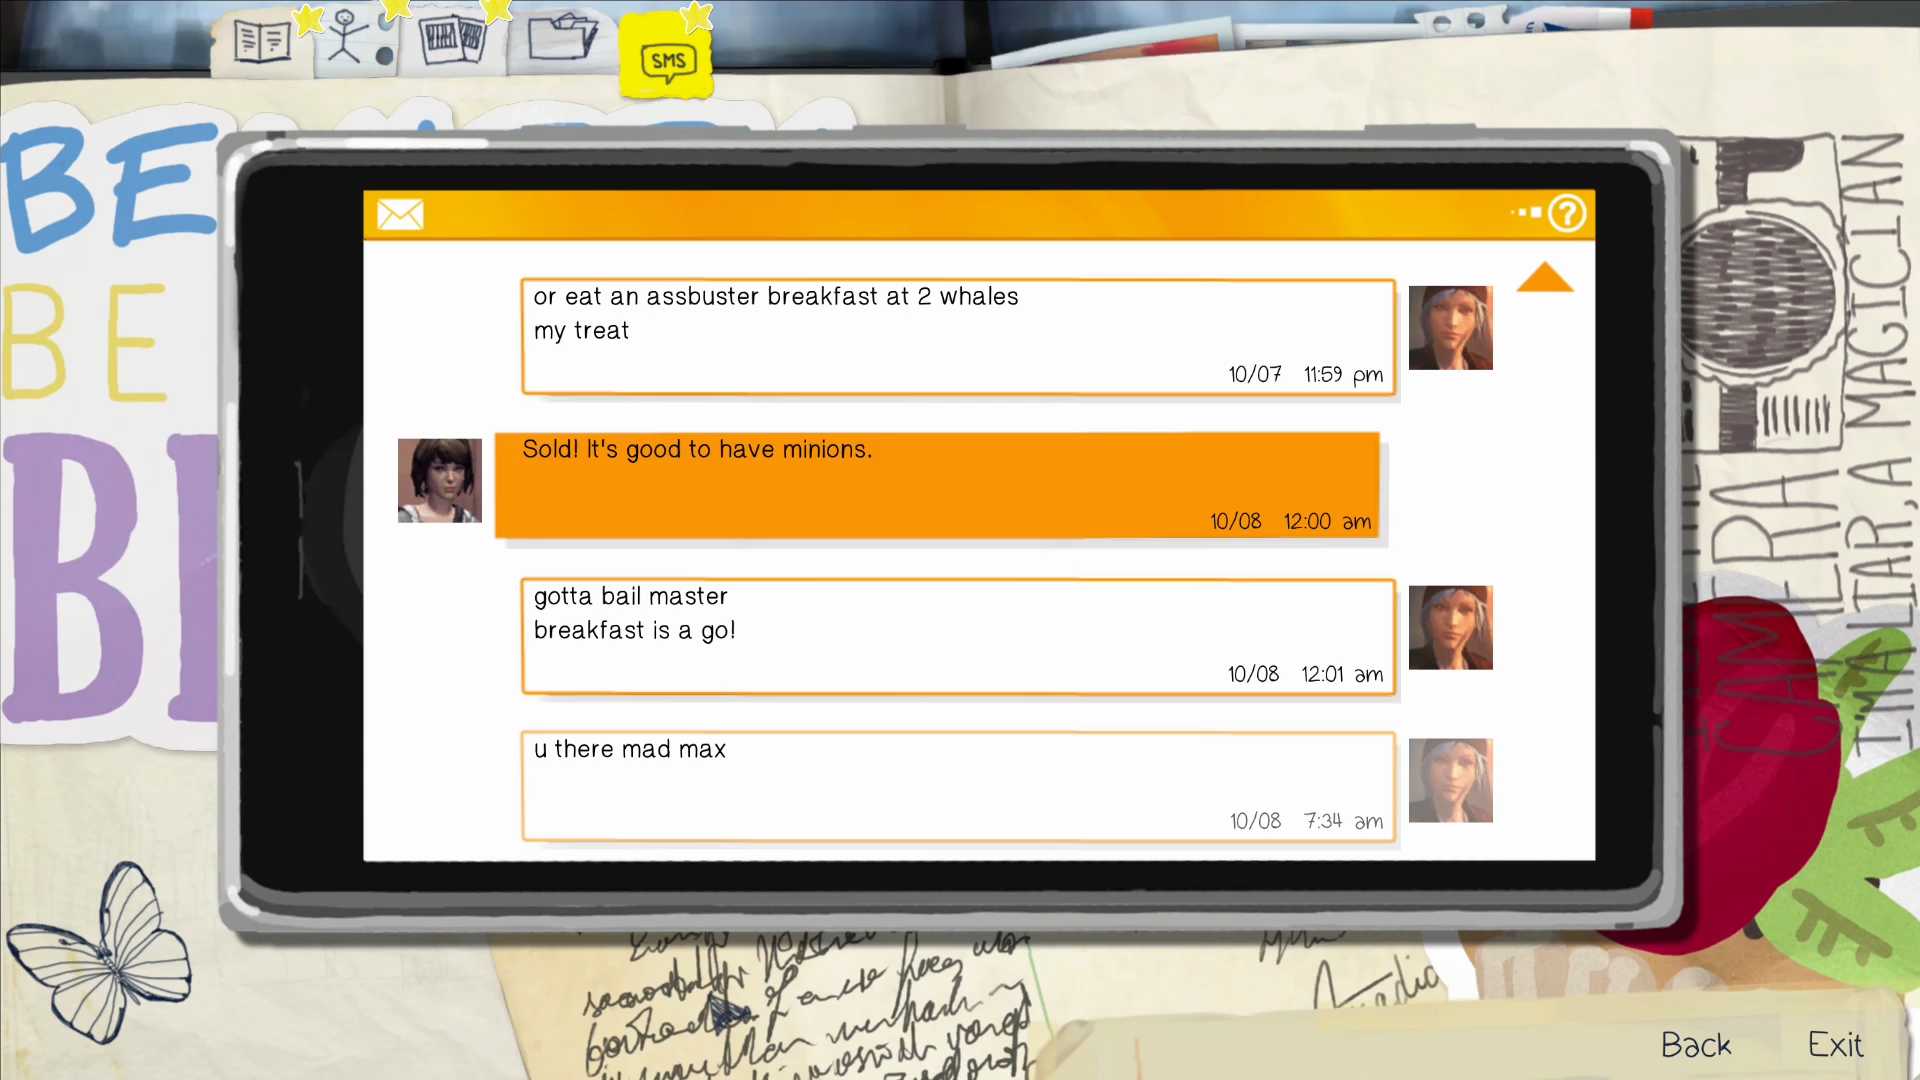 SMS
BE
BE
or eat an assbuster breakfast at 2 whales
my treat
10/07 11:59 pm
Sold! It's good to have minions.
10/08 12:00 am
gotta bail master
breakfast is a go!
10/08 12:01 am
u there mad max
10/08 7:34 am
CAMERA
LIAR, A MAGICIAN
Back
Exit